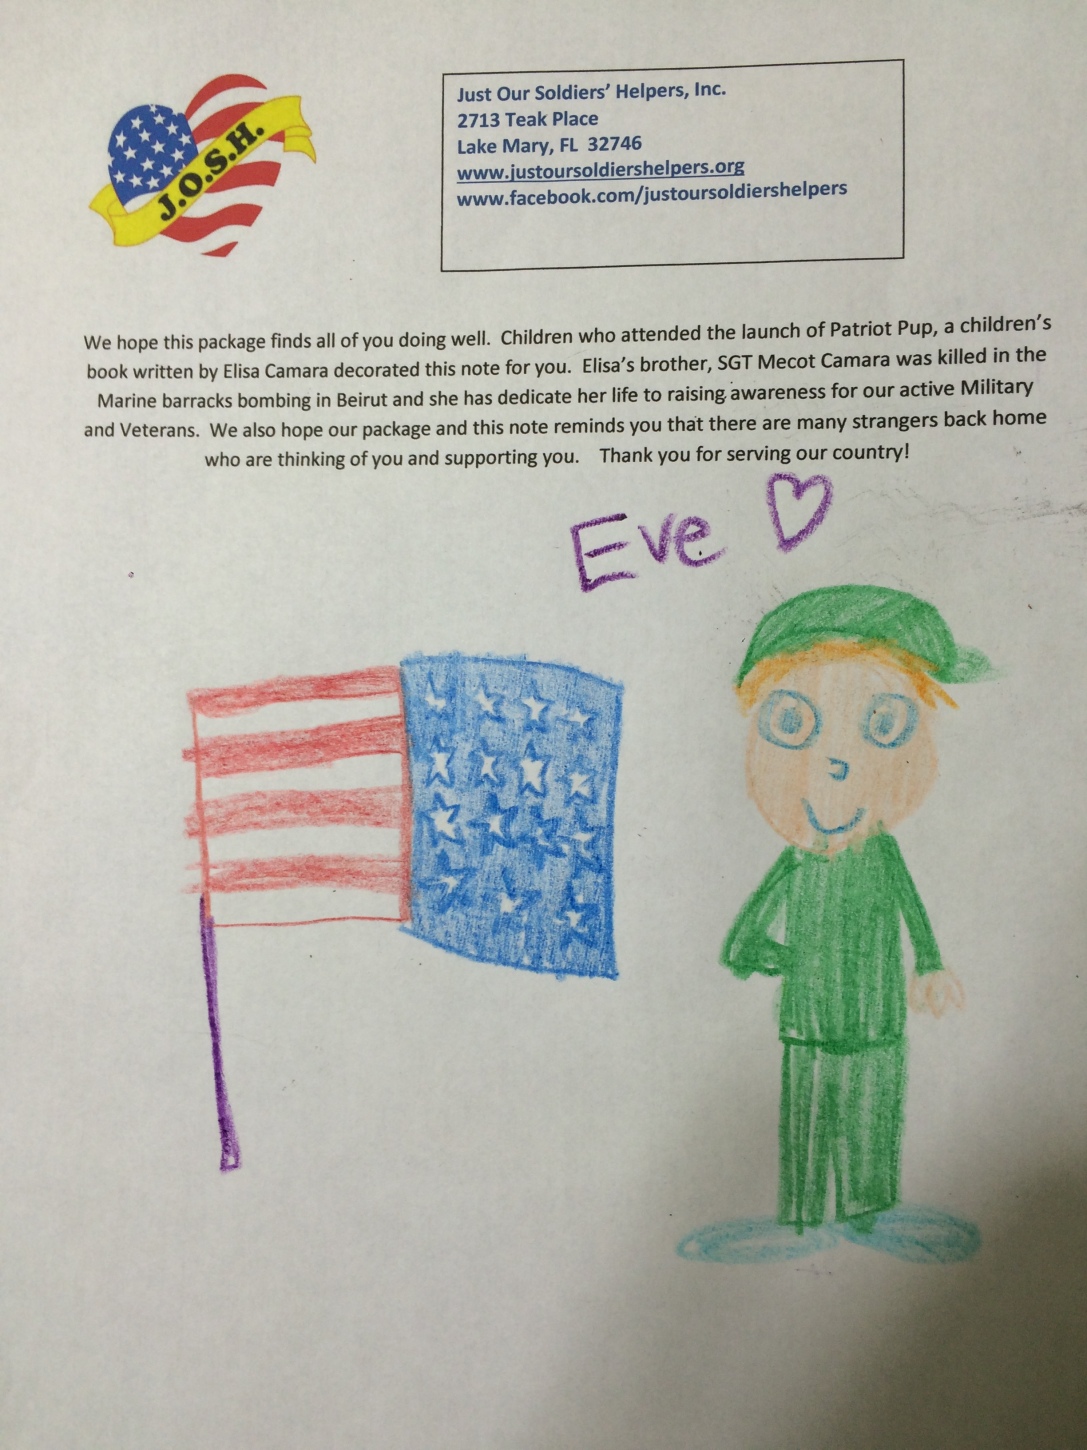 J.O.S.H.
Just Our Soldiers' Helpers, Inc.
2713 Teak Place
Lake Mary, FL 32746
www.justoursoldiershelpers.org
www.facebook.com/justoursoldiershelpers
We hope this package finds all of you doing well. Children who attended the launch of Patriot Pup, a children's
book written by Elisa Camara decorated this note for you. Elisa's brother, SGT Mecot Camara was killed in the
Marine barracks bombing in Beirut and she has dedicate her life to raising awareness for our active Military
and Veterans. We also hope our package and this note reminds you that there are many strangers back home
who are thinking of you and supporting you. Thank you for serving our country!
Eve